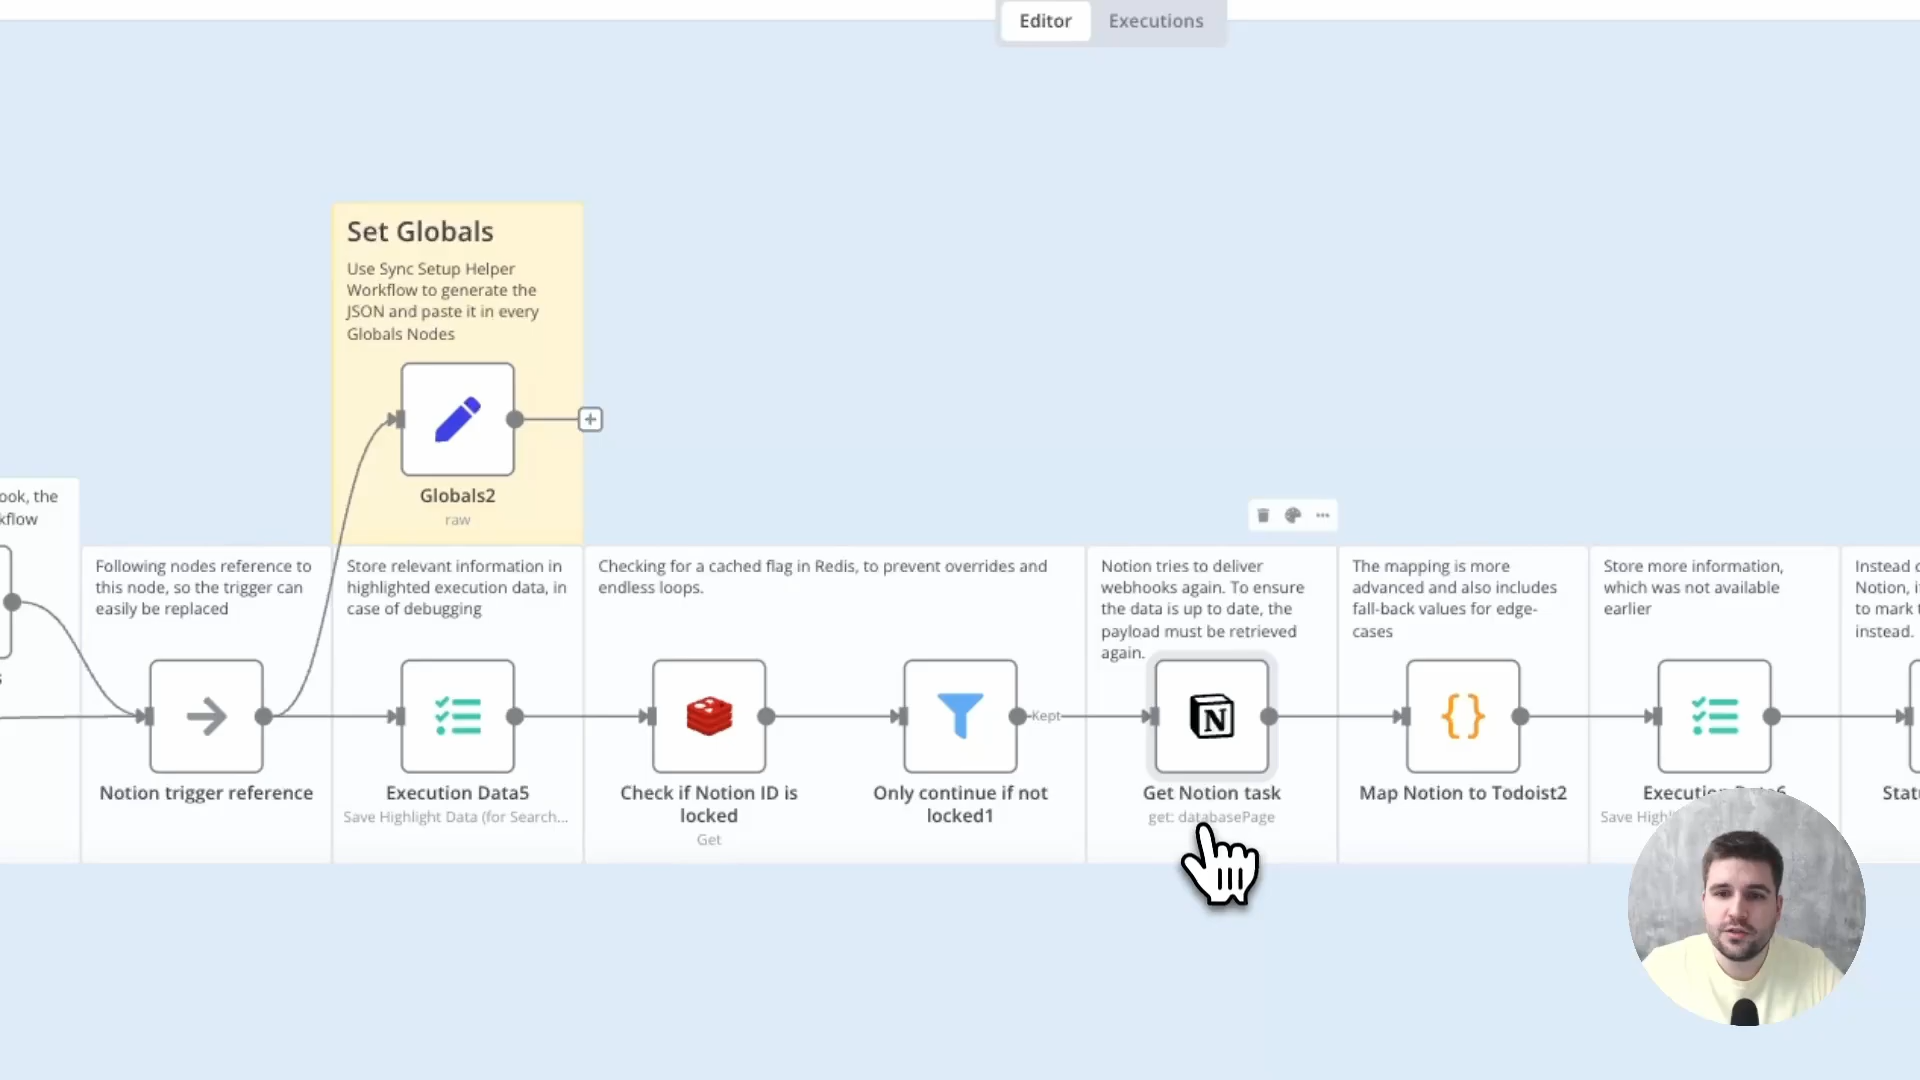 Editor
Executions
Set Globals
Use Sync Setup Helper
Workflow to generate the
JSON and paste it in every
Globals Nodes
Globals2
raw
ook, the
kflow
s
Following nodes reference to
this node, so the trigger can
easily be replaced
Notion trigger reference
Store relevant information in
highlighted execution data, in
case of debugging
Execution Data5
Save Highlight Data (for Search...
Checking for a cached flag in Redis, to prevent overrides and
endless loops.
Check if Notion ID is
locked
Get
Only continue if not
locked1
Kept
Notion tries to deliver
webhooks again. To ensure
the data is up to date, the
payload must be retrieved
again.
N
Get Notion task
get: databasePage
The mapping is more
advanced and also includes
fall-back values for edge-
cases
{}
Map Notion to Todoist2
Store more information,
which was not available
earlier
Execution Data6
Save High
Instead o
Notion, i
to mark t
instead.
Stat